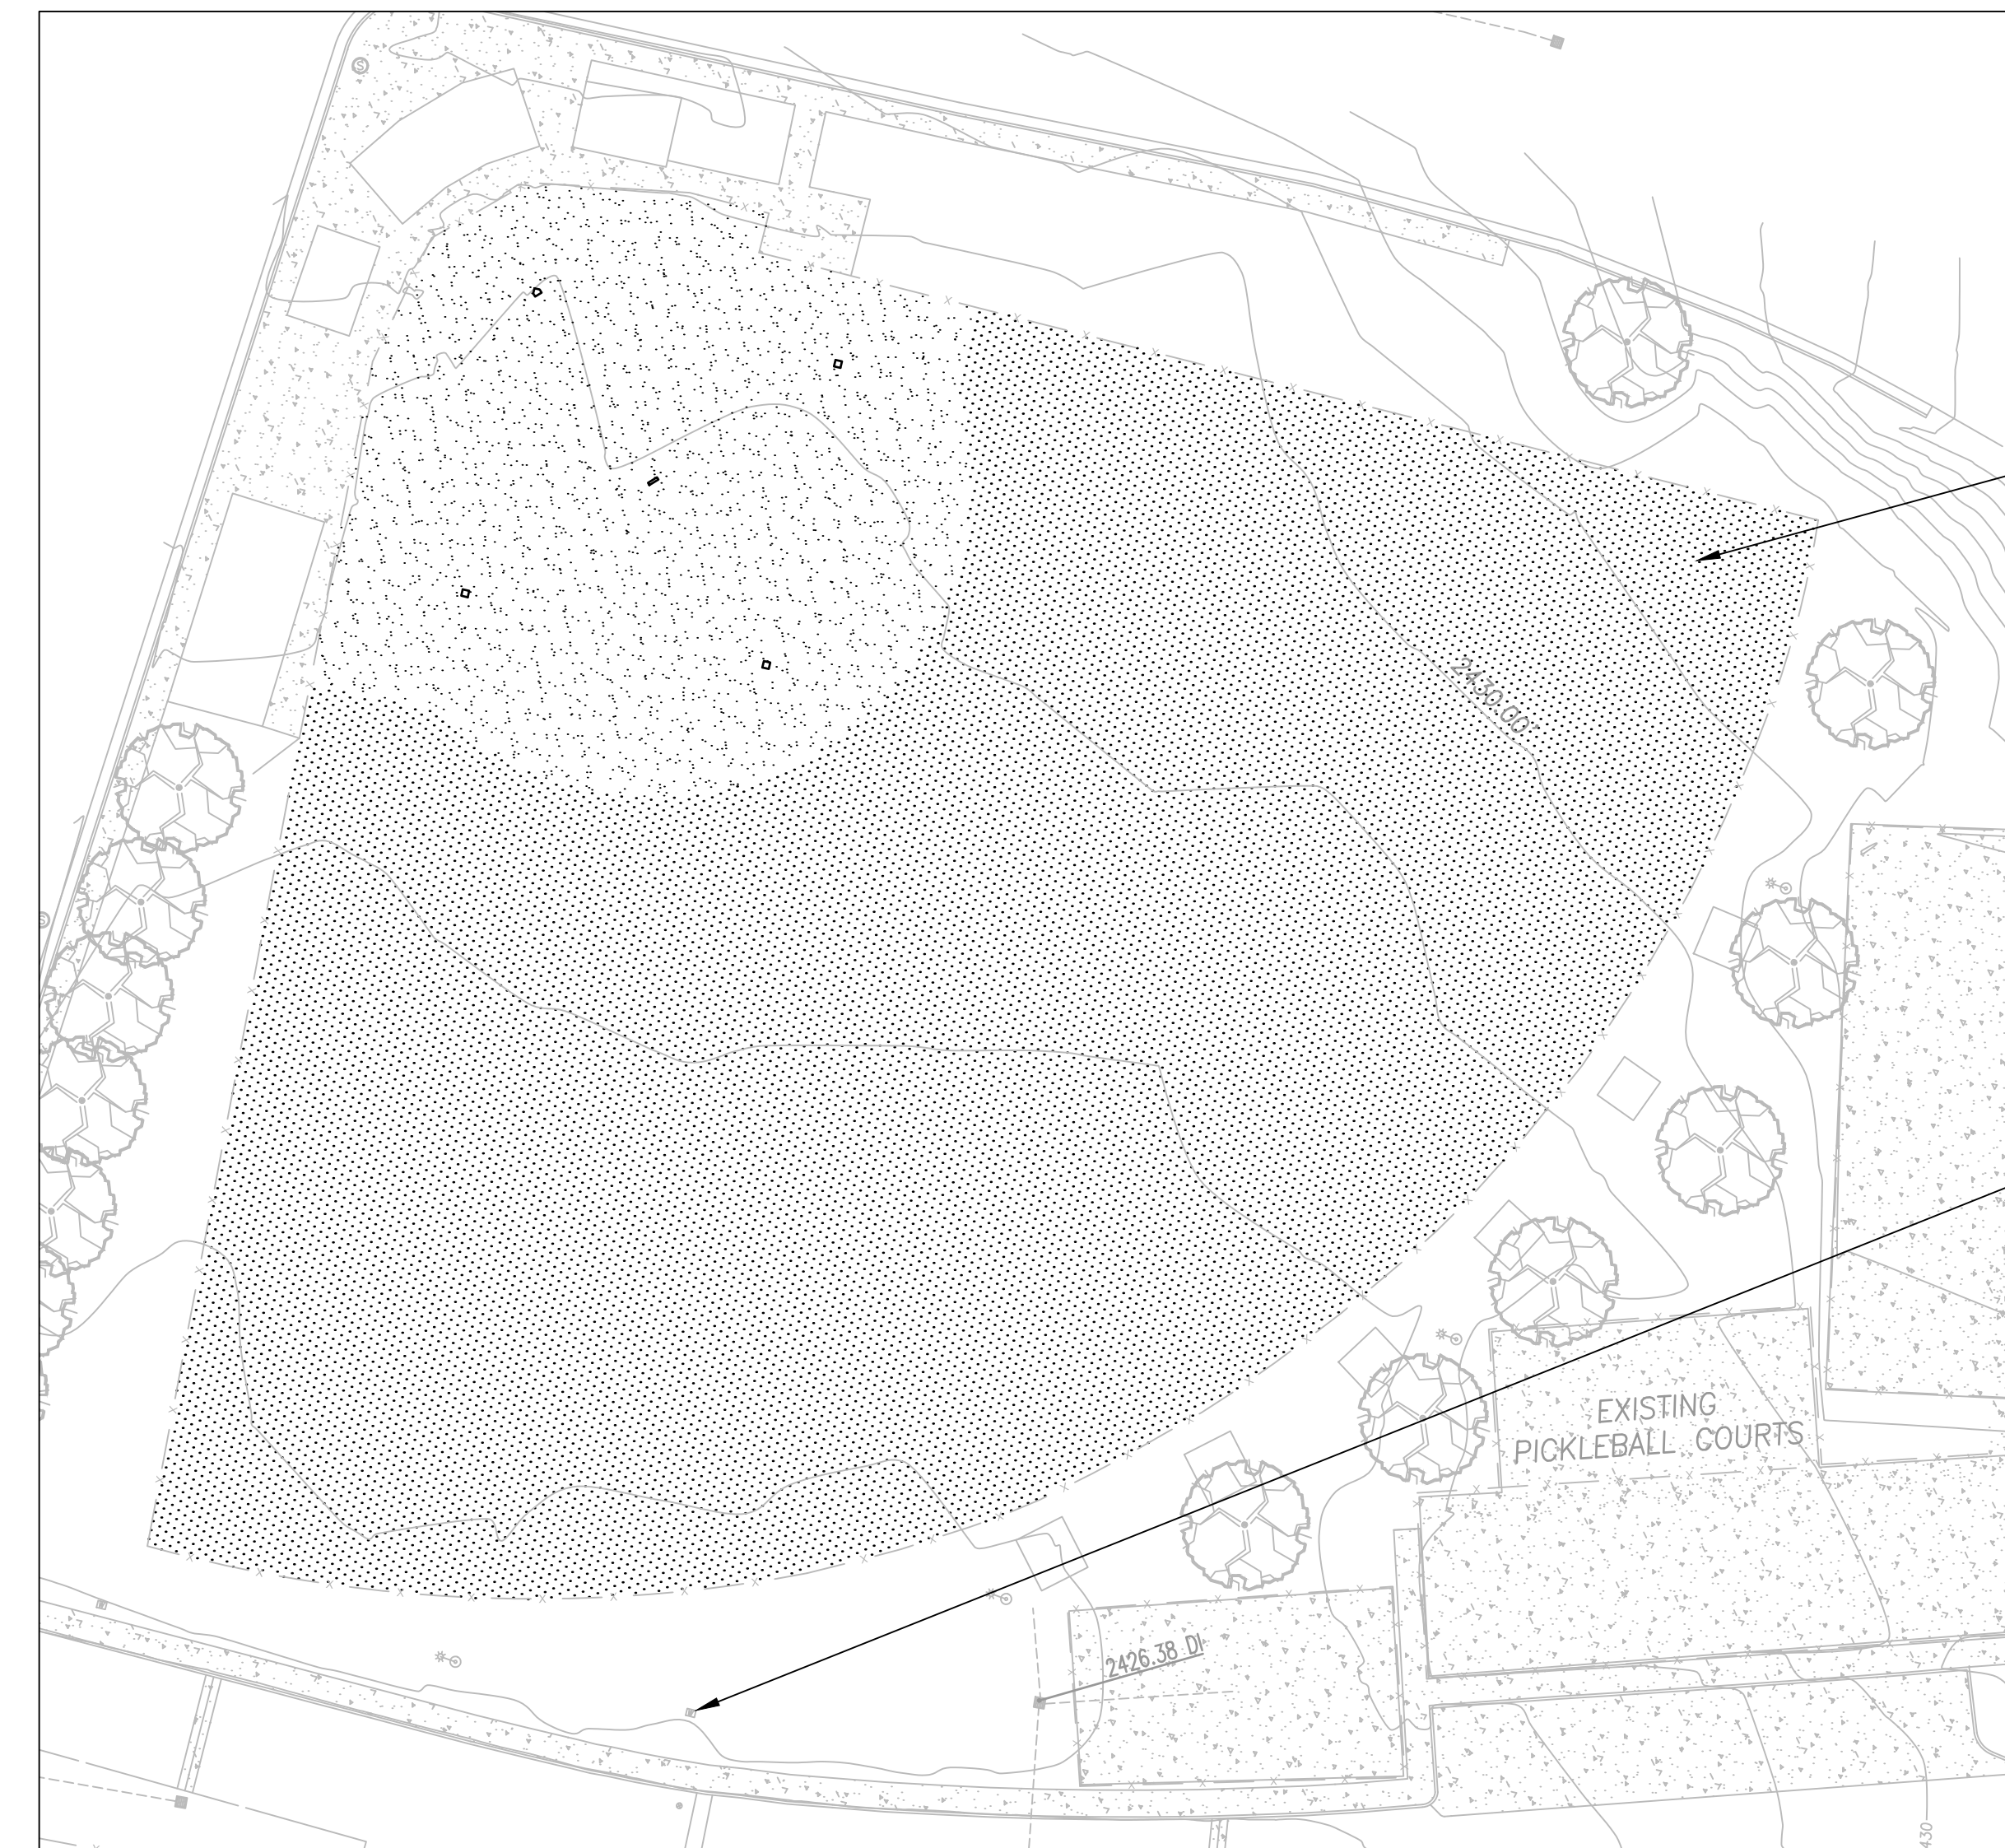 S
2430.00'
S
EXISTING
PICKLEBALL COURTS
2426.38 DI
430